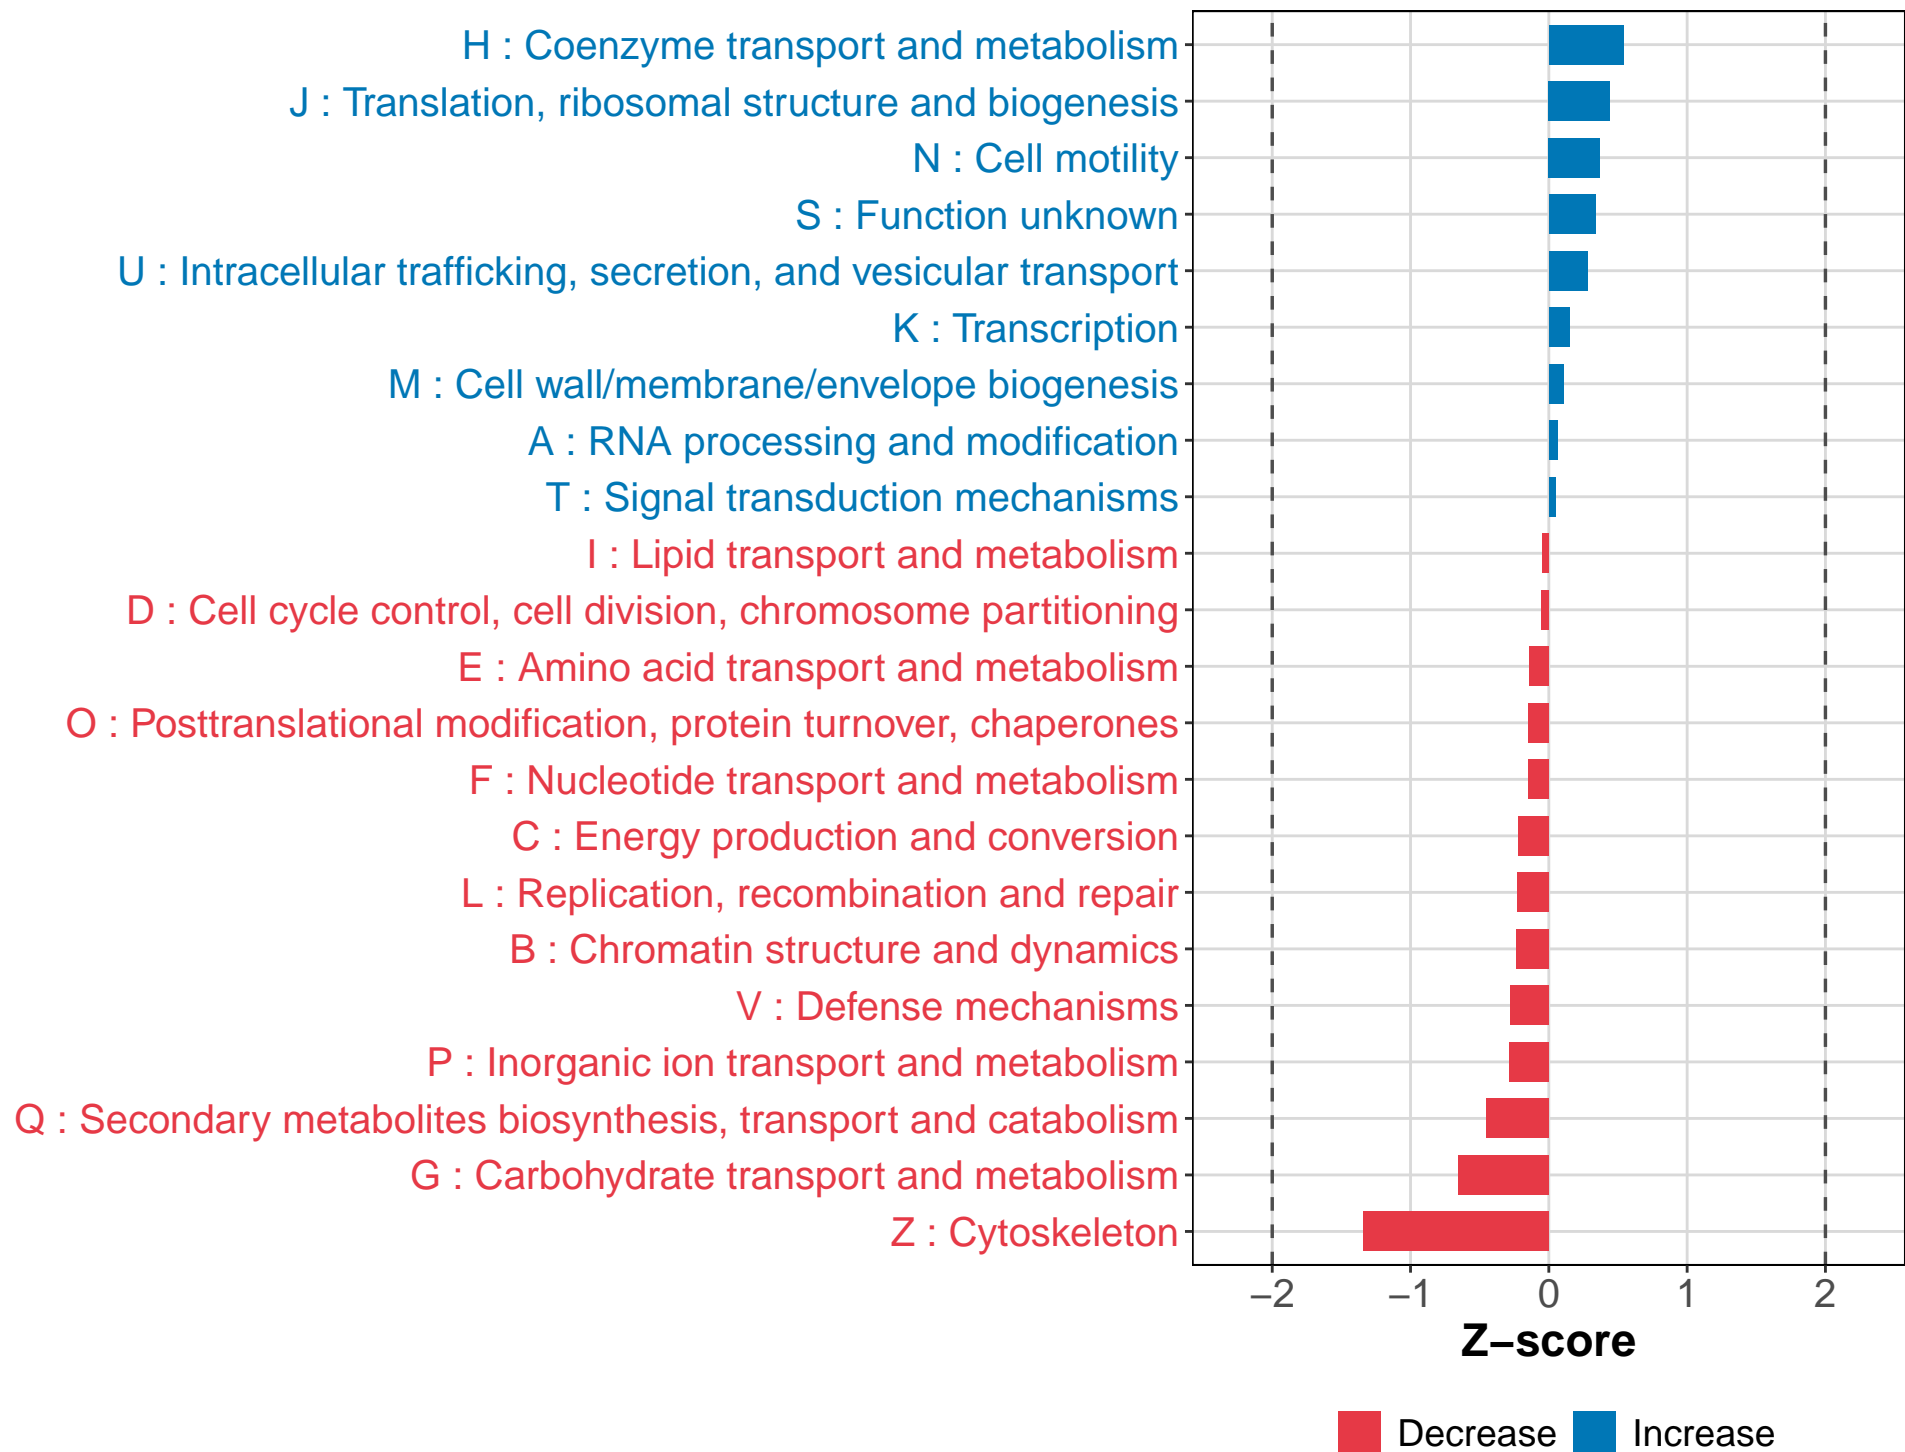 H : Coenzyme transport and metabolism
J : Translation, ribosomal structure and biogenesis
N : Cell motility
S : Function unknown
U : Intracellular trafficking, secretion, and vesicular transport
K : Transcription
M : Cell wall/membrane/envelope biogenesis
A : RNA processing and modification
T : Signal transduction mechanisms
I : Lipid transport and metabolism
D : Cell cycle control, cell division, chromosome partitioning
E : Amino acid transport and metabolism
O : Posttranslational modification, protein turnover, chaperones
F : Nucleotide transport and metabolism
C : Energy production and conversion
L : Replication, recombination and repair
B : Chromatin structure and dynamics
V : Defense mechanisms
P : Inorganic ion transport and metabolism
Q : Secondary metabolites biosynthesis, transport and catabolism
G : Carbohydrate transport and metabolism
Z : Cytoskeleton
−2 −1 0 1 2
Z−score
Decrease Increase